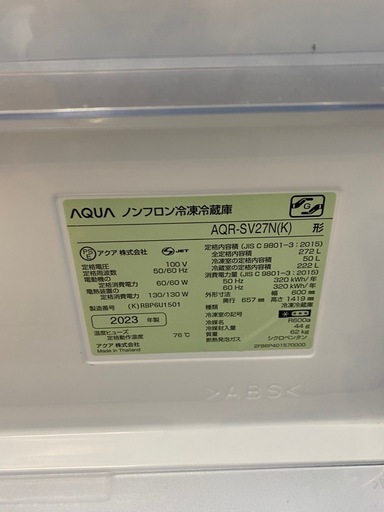 AQUA ノンフロン冷凍冷蔵庫
AQR-SV27N(K) 形
PSE アクア株式会社 JET
定格電圧 100 V
定格周波数 50/60 Hz
電動機の
定格消費電力 60/60 W
電熱装置の
定格消費電力 130/130 W
製造番号 (K)RBP6U1501
2023 年製
温度ヒューズ
定格動作温度 76℃
アクア 株式会社
Made in Thailand
定格内容積(JIS C 9801-3:2015)
全定格内容積 272 L
冷凍室の定格内容積 50 L
冷蔵室の定格内容積 222 L
消費電力量(JIS C 9801-3:2015)
50 Hz 320 kWh/年
60 Hz 320 kWh/年
外形寸法 幅 600 mm
奥行 657 mm 高さ 1419 mm
種類 冷凍冷蔵庫
冷凍室の記号
冷媒 R600a
冷媒封入量 44 g
質量 62 kg
断熱発泡ガス シクロペンタン
>ABS<